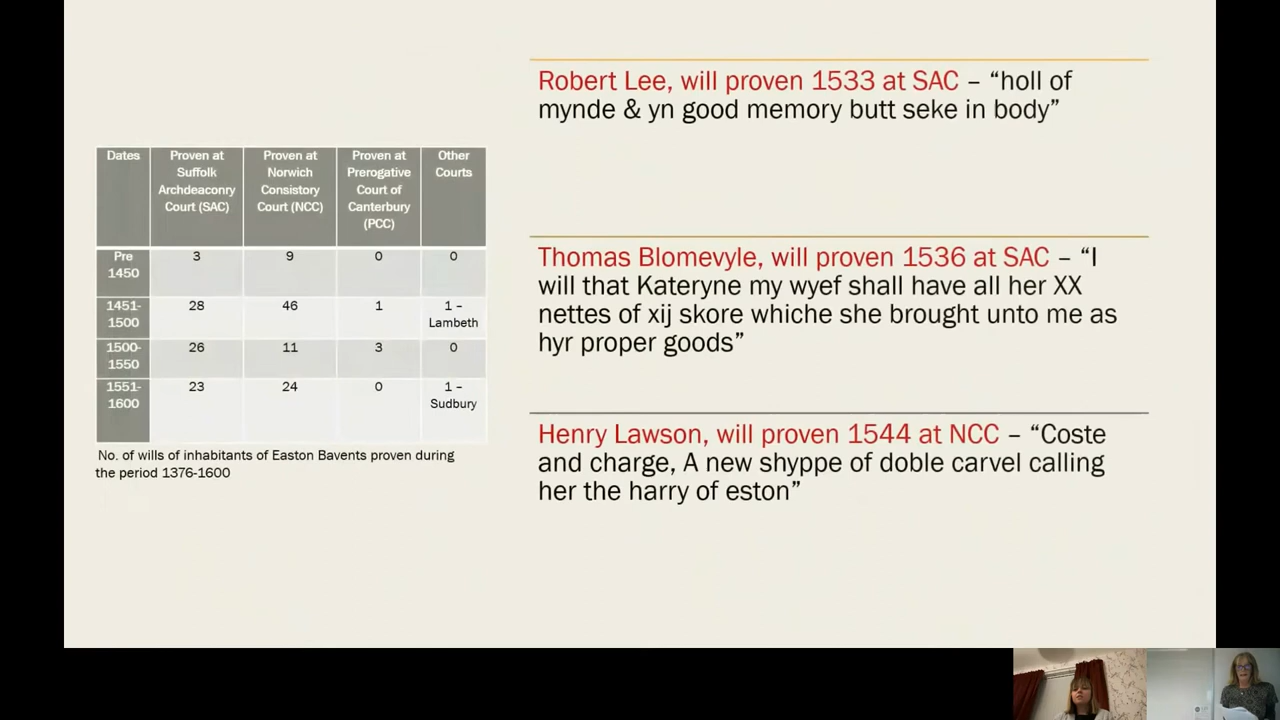 Dates
Proven at
Suffolk
Archdeaconry
Court (SAC)
Proven at
Norwich
Consistory
Court (NCC)
Proven at
Prerogative
Court of
Canterbury
(PCC)
Other
Courts
Pre
1450
3
9
0
0
1451-
1500
28
46
1
1 –
Lambeth
1500-
1550
26
11
3
0
1551-
1600
23
24
0
1 –
Sudbury
No. of wills of inhabitants of Easton Bavents proven during
the period 1376-1600
Robert Lee, will proven 1533 at SAC – “holl of
mynde & yn good memory butt seke in body”
Thomas Blomevyle, will proven 1536 at SAC – “I
will that Kateryne my wyef shall have all her XX
nettes of xij skore whiche she brought unto me as
hyr proper goods”
Henry Lawson, will proven 1544 at NCC – “Coste
and charge, A new shyppe of doble carvel calling
her the harry of eston”